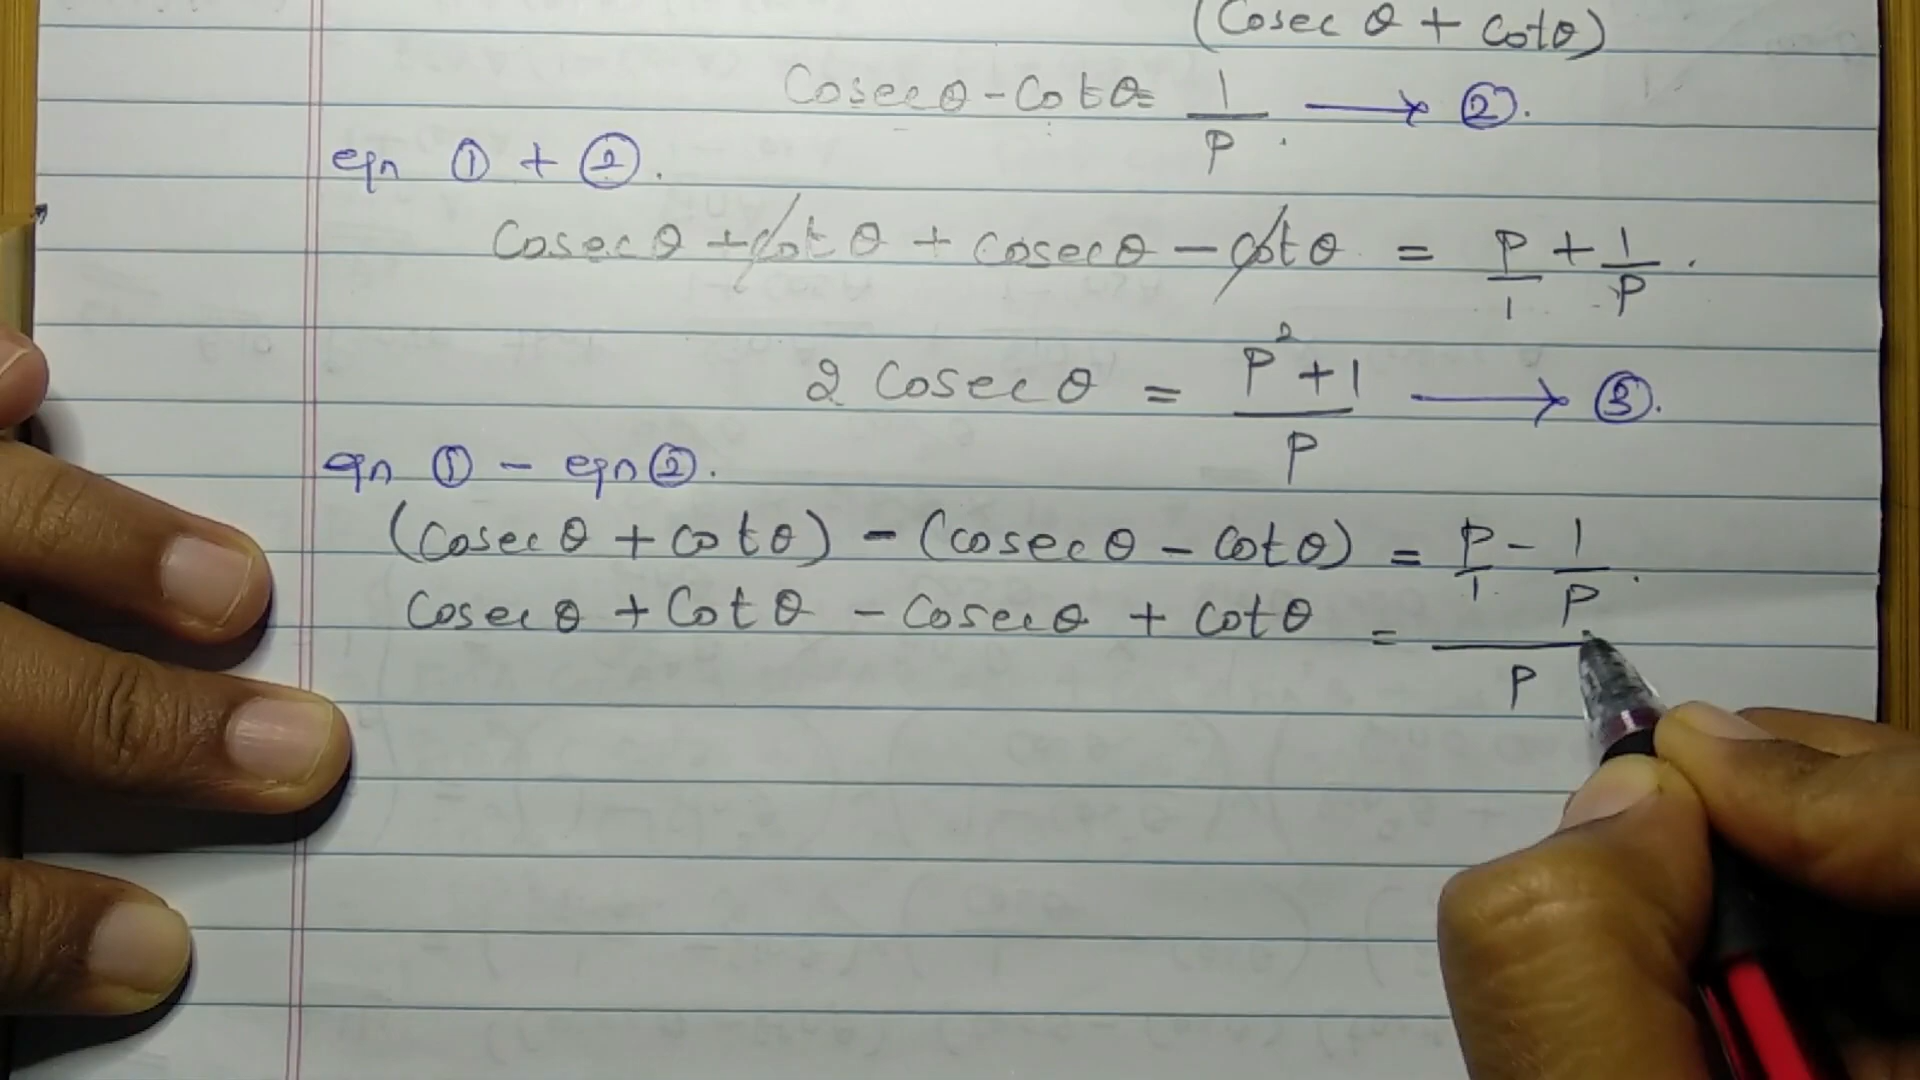 (Cosec θ + Cotθ)
Cosecθ - Cotθ = 1/P → ②.
eqn ① + ②.
Cosecθ + Cotθ + Cosecθ - Cotθ = P/1 + 1/P.
2 Cosecθ = P² + 1/P → ③.
eqn ① - eqn ②.
(Cosecθ + Cotθ) - (Cosecθ - Cotθ) = P/1 - 1/P.
Cosecθ + Cotθ - Cosecθ + Cotθ = /P